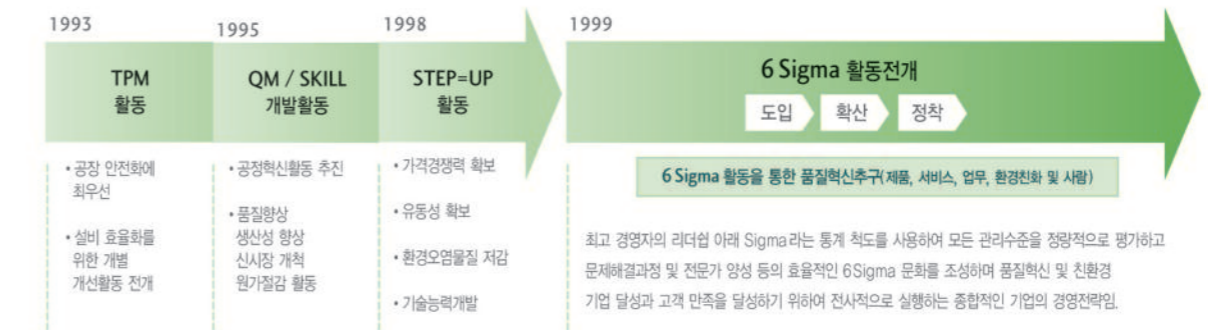 1993
TPM
활동
• 공장 안전화에
최우선
• 설비 효율화를
위한 개별
개선활동 전개
1995
QM / SKILL
개발활동
• 공정혁신활동 추진
• 품질향상
생산성 향상
신시장 개척
원가절감 활동
1998
STEP=UP
활동
• 가격경쟁력 확보
• 유동성 확보
• 환경오염물질 저감
• 기술능력개발
1999
6 Sigma 활동전개
도입 확산 정착
6 Sigma 활동을 통한 품질혁신추구(제품, 서비스, 업무, 환경친화 및 사람)
최고 경영자의 리더쉽 아래 Sigma라는 통계 척도를 사용하여 모든 관리수준을 정량적으로 평가하고
문제해결과정 및 전문가 양성 등의 효율적인 6Sigma 문화를 조성하며 품질혁신 및 친환경
기업 달성과 고객 만족을 달성하기 위하여 전사적으로 실행하는 종합적인 기업의 경영전략임.